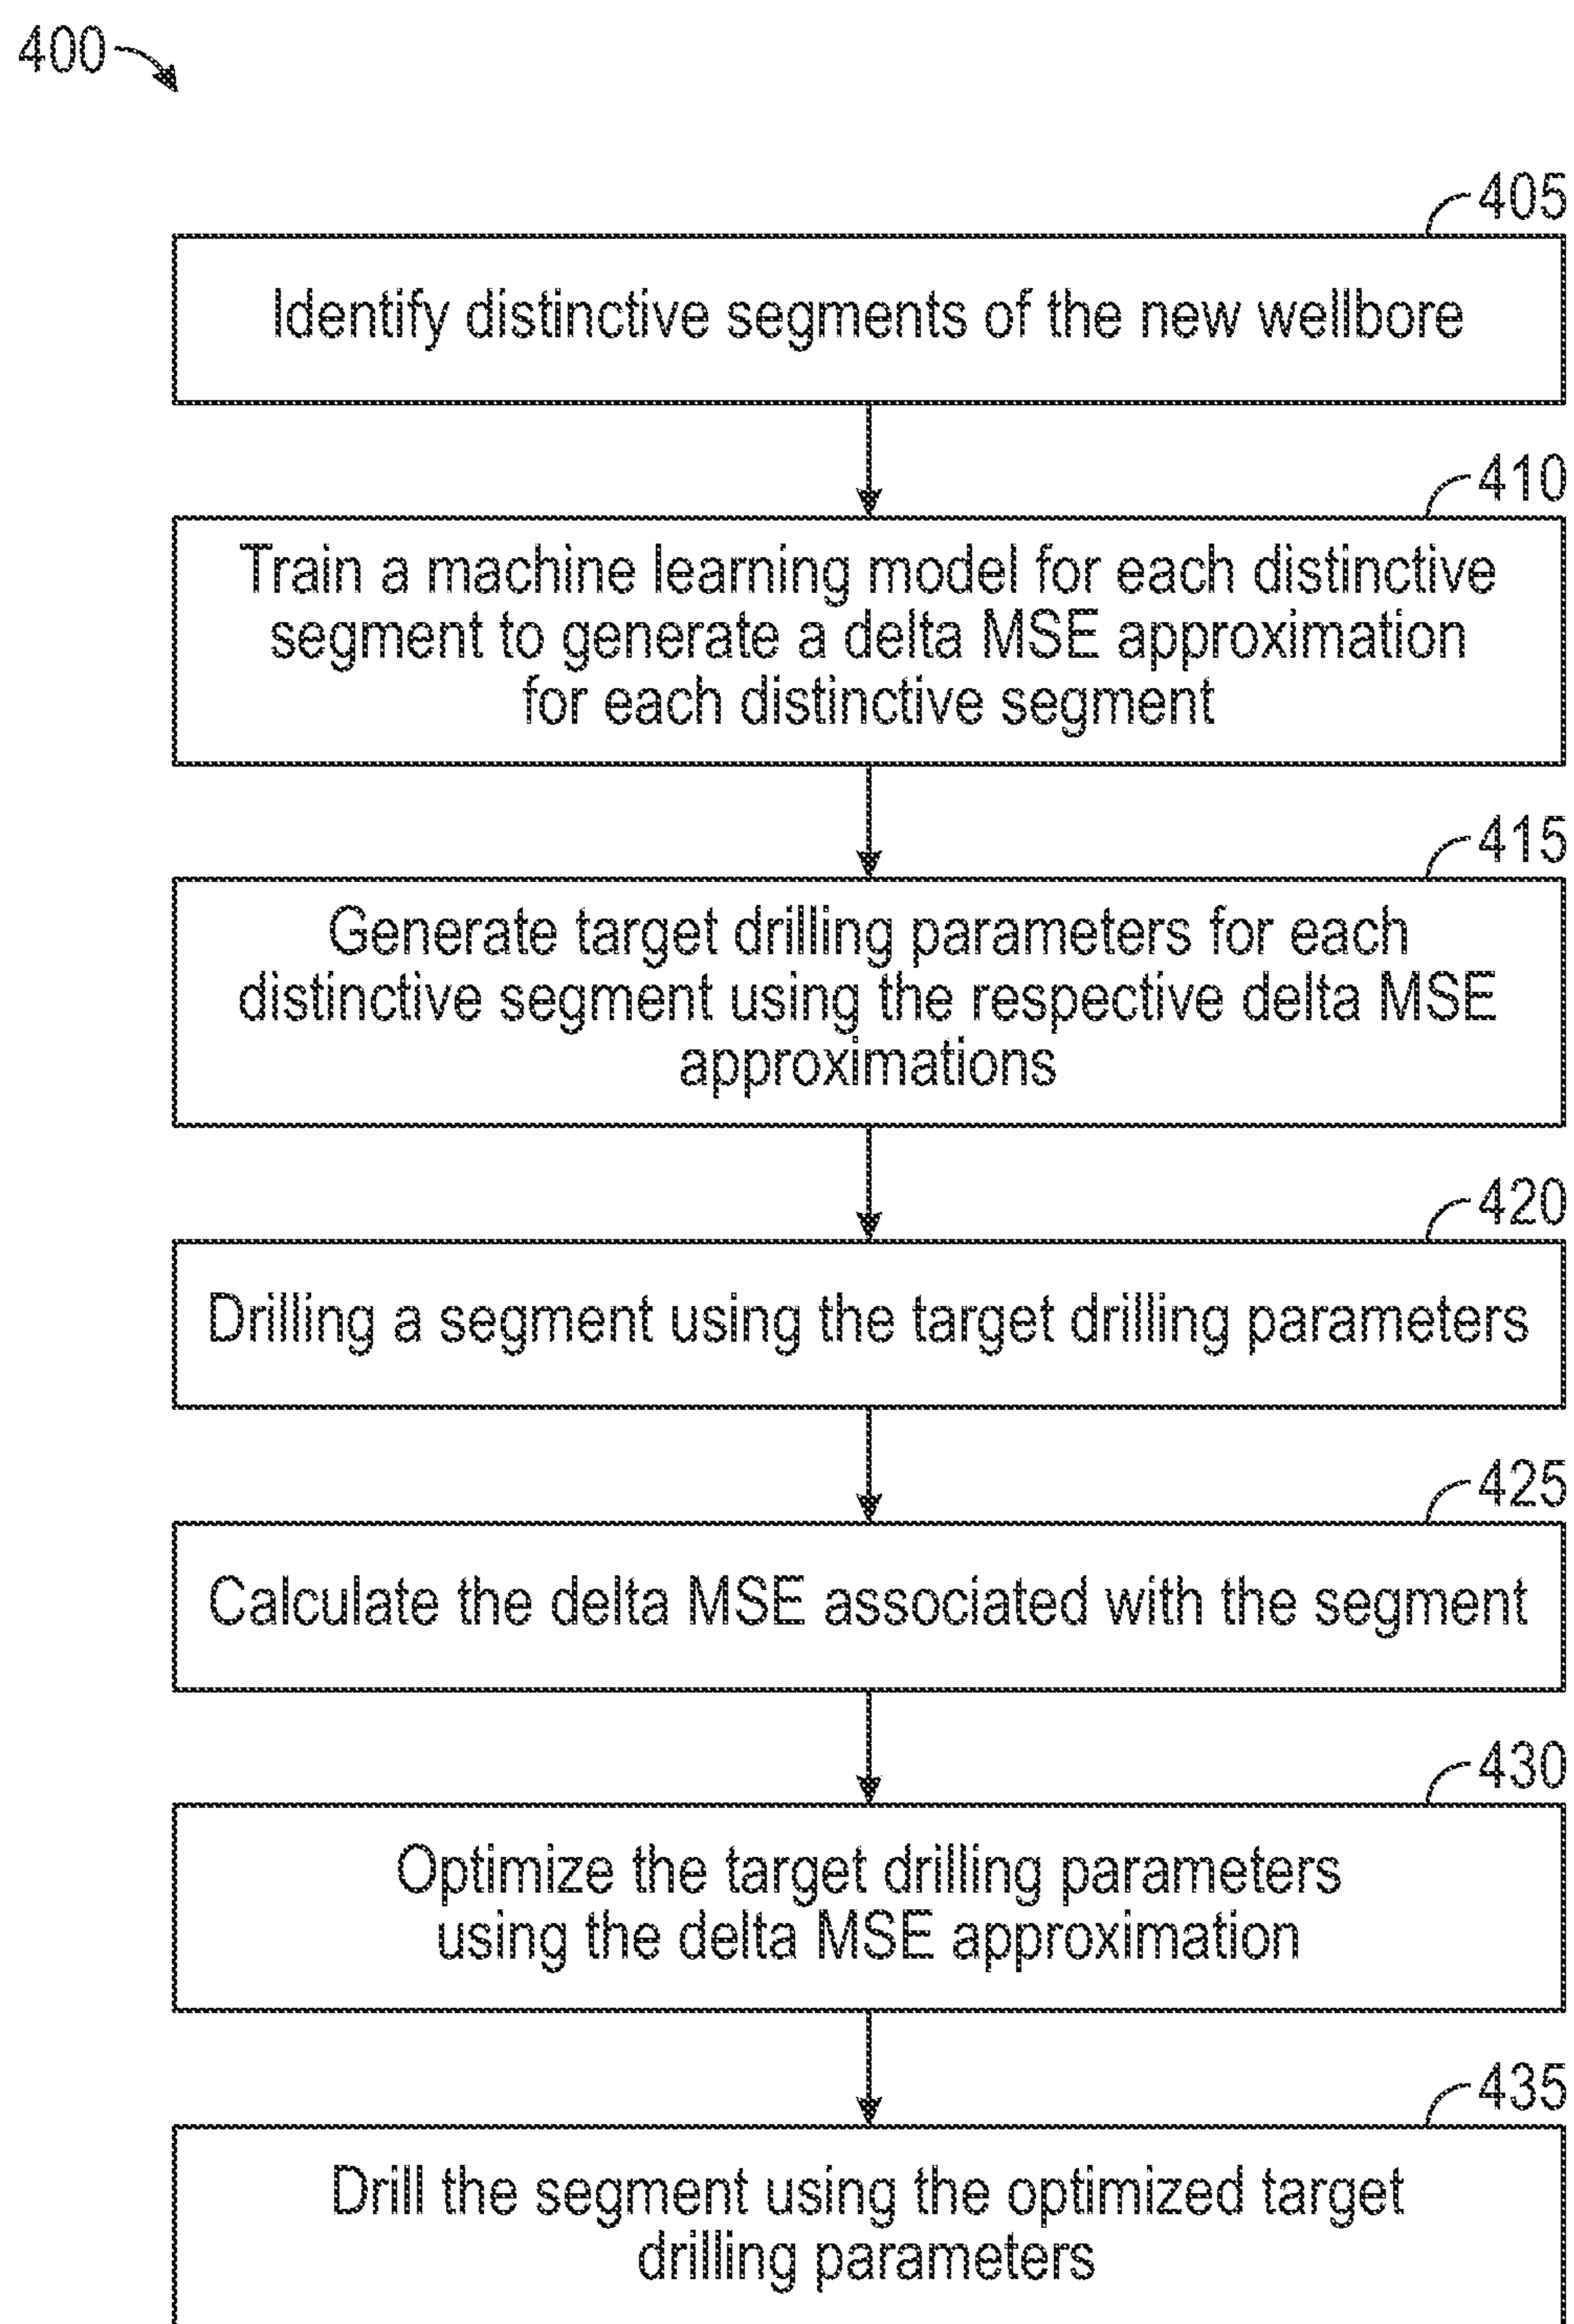 400
405
Identify distinctive segments of the new wellbore
410
Train a machine learning model for each distinctive
segment to generate a delta MSE approximation
for each distinctive segment
415
Generate target drilling parameters for each
distinctive segment using the respective delta MSE
approximations
420
Drilling a segment using the target drilling parameters
425
Calculate the delta MSE associated with the segment
430
Optimize the target drilling parameters
using the delta MSE approximation
435
Drill the segment using the optimized target
drilling parameters